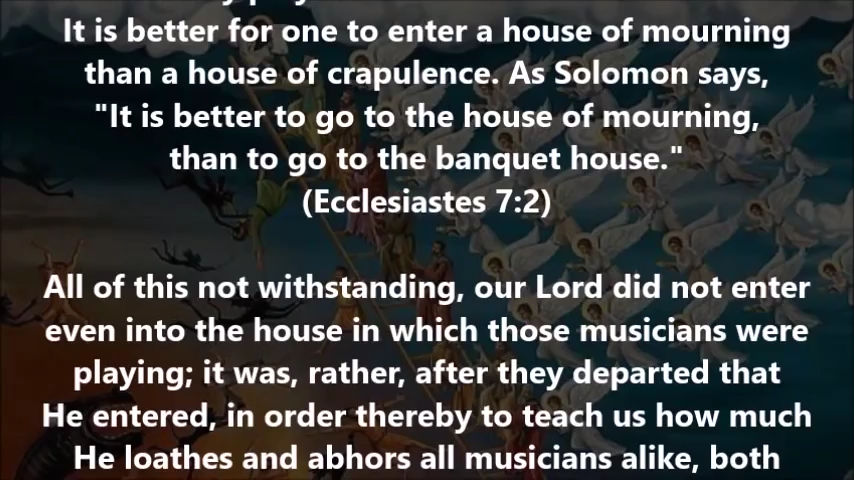 It is better for one to enter a house of mourning
than a house of crapulence. As Solomon says,
"It is better to go to the house of mourning,
than to go to the banquet house."
(Ecclesiastes 7:2)
All of this not withstanding, our Lord did not enter
even into the house in which those musicians were
playing; it was, rather, after they departed that
He entered, in order thereby to teach us how much
He loathes and abhors all musicians alike, both